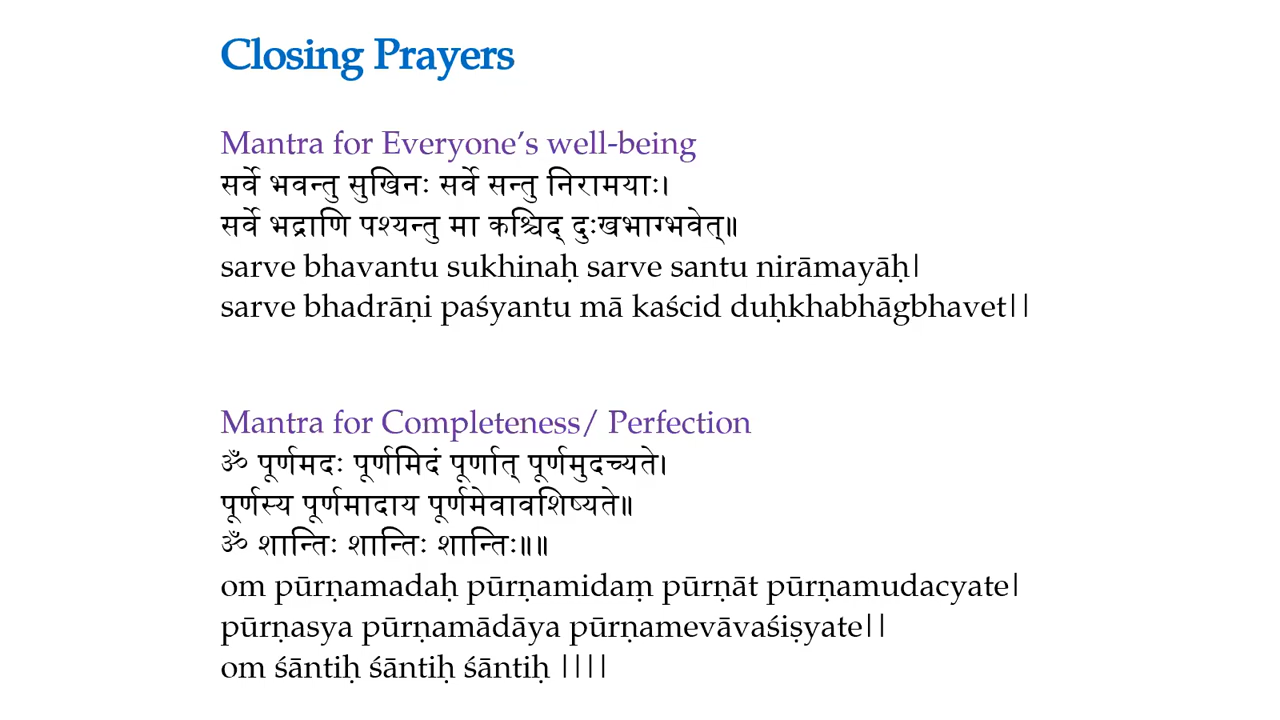 Closing Prayers
Mantra for Everyone’s well-being
सर्वे भवन्तु सुखिनः सर्वे सन्तु निरामयाः।
सर्वे भद्राणि पश्यन्तु मा कश्चिद् दुःखभाग्भवेत्॥
sarve bhavantu sukhinaḥ sarve santu nirāmayāḥ|
sarve bhadrāṇi paśyantu mā kaścid duḥkhabhāgbhavet||
Mantra for Completeness/ Perfection
ॐ पूर्णमदः पूर्णमिदं पूर्णात् पूर्णमुदच्यते।
पूर्णस्य पूर्णमादाय पूर्णमेवावशिष्यते॥
ॐ शान्तिः शान्तिः शान्तिः॥॥
om pūrṇamadaḥ pūrṇamidaṃ pūrṇāt pūrṇamudacyate|
pūrṇasya pūrṇamādāya pūrṇamevāvaśiṣyate||
om śāntiḥ śāntiḥ śāntiḥ ||||